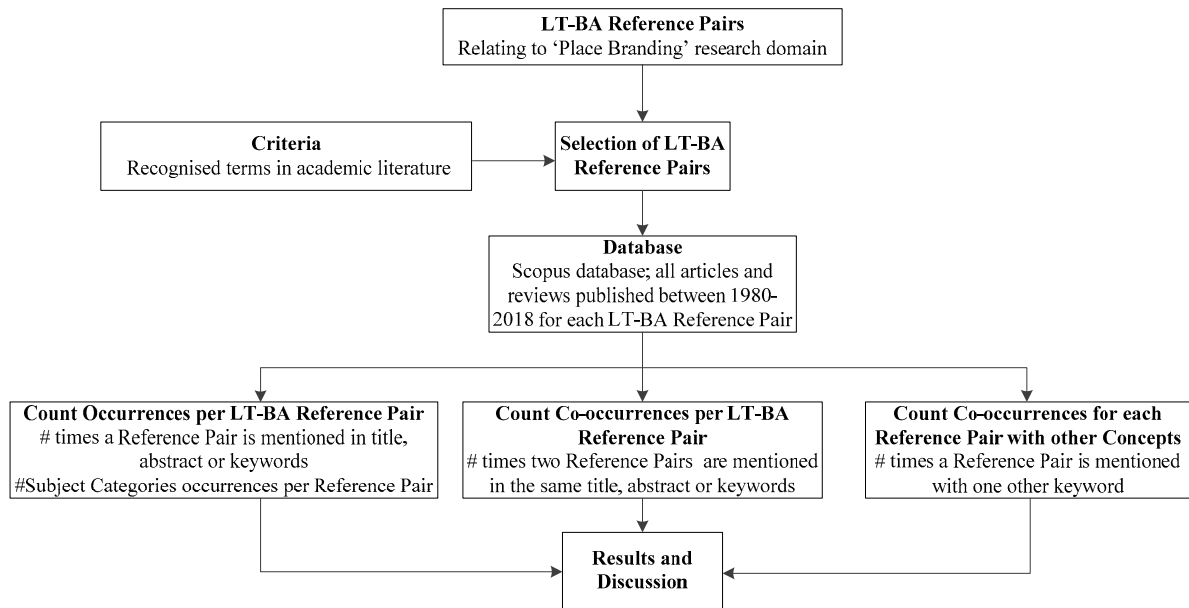 LT-BA Reference Pairs
Relating to ‘Place Branding’ research domain
Criteria
Recognised terms in academic literature
Selection of LT-BA
Reference Pairs
Database
Scopus database; all articles and
reviews published between 1980-
2018 for each LT-BA Reference Pair
Count Occurrences per LT-BA Reference Pair
# times a Reference Pair is mentioned in title,
abstract or keywords
#Subject Categories occurrences per Reference Pair
Count Co-occurrences per LT-BA
Reference Pair
# times two Reference Pairs are mentioned
in the same title, abstract or keywords
Count Co-occurrences for each
Reference Pair with other Concepts
# times a Reference Pair is mentioned
with one other keyword
Results and
Discussion